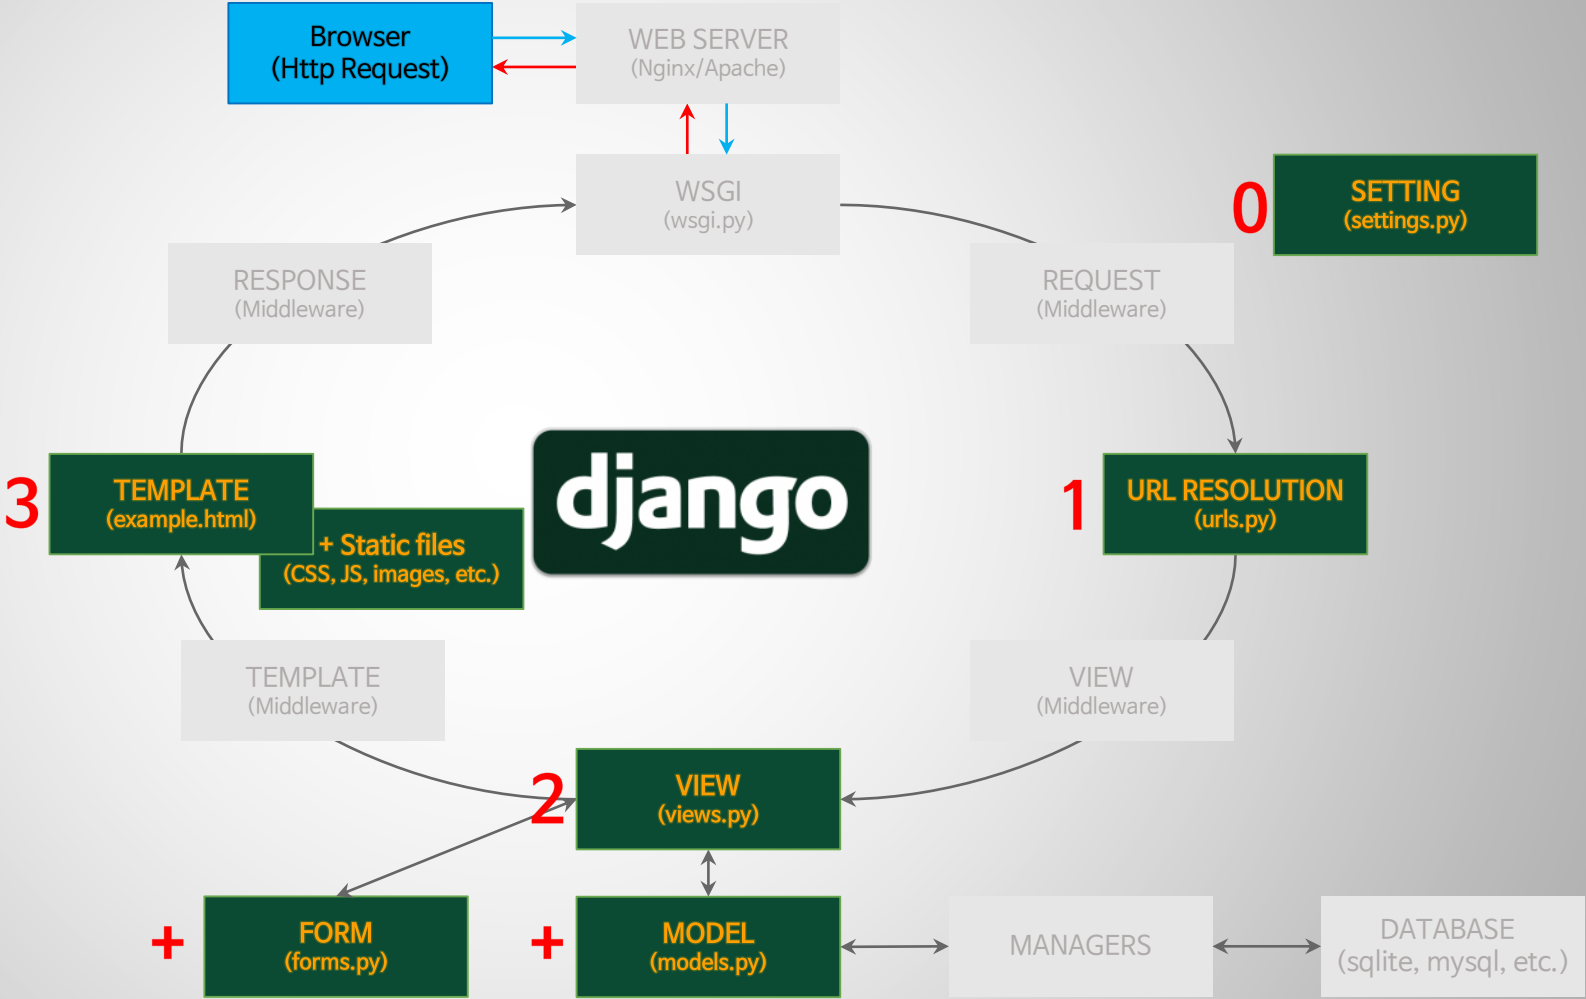 Browser
(Http Request)
WEB SERVER
(Nginx/Apache)
WSGI
(wsgi.py)
0
SETTING
(settings.py)
RESPONSE
(Middleware)
REQUEST
(Middleware)
3
TEMPLATE
(example.html)
+ Static files
(CSS, JS, images, etc.)
django
1
URL RESOLUTION
(urls.py)
TEMPLATE
(Middleware)
VIEW
(Middleware)
2
VIEW
(views.py)
+
FORM
(forms.py)
+
MODEL
(models.py)
MANAGERS
DATABASE
(sqlite, mysql, etc.)